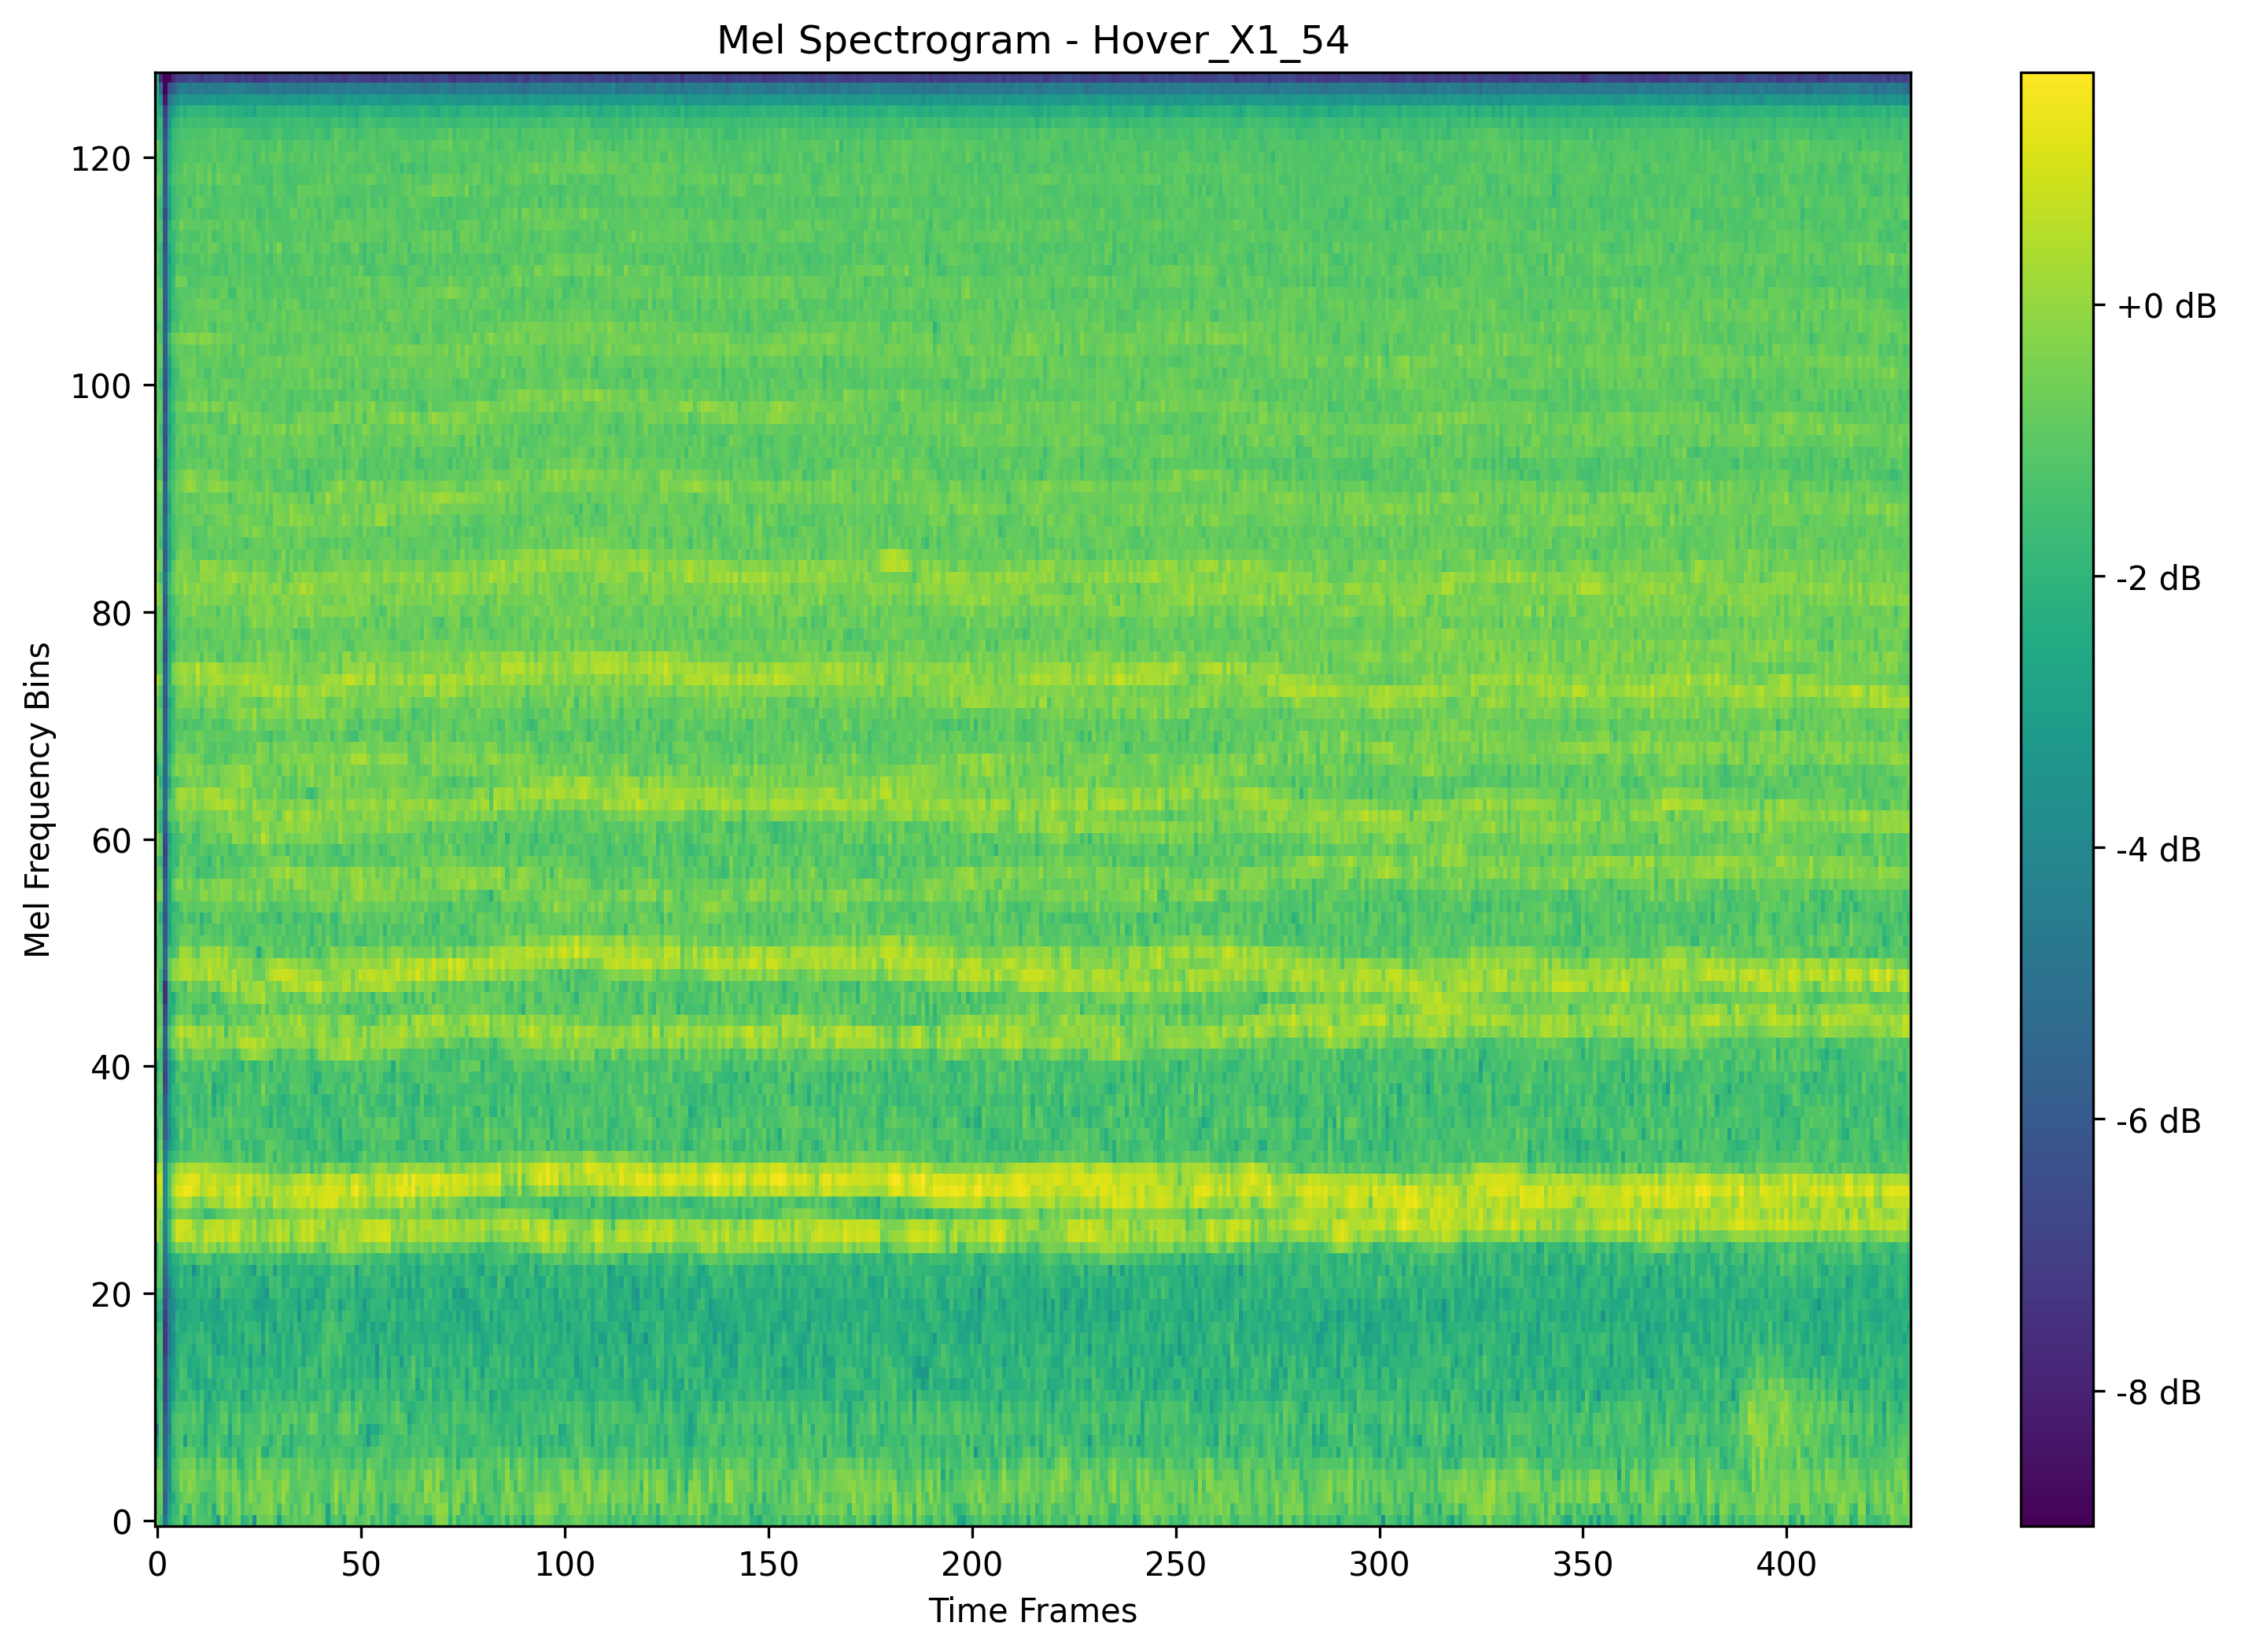 Mel Spectrogram - Hover_X1_54
Mel Frequency Bins
120
100
80
60
40
20
0
0 50 100 150 200 250 300 350 400
Time Frames
+0 dB
-2 dB
-4 dB
-6 dB
-8 dB